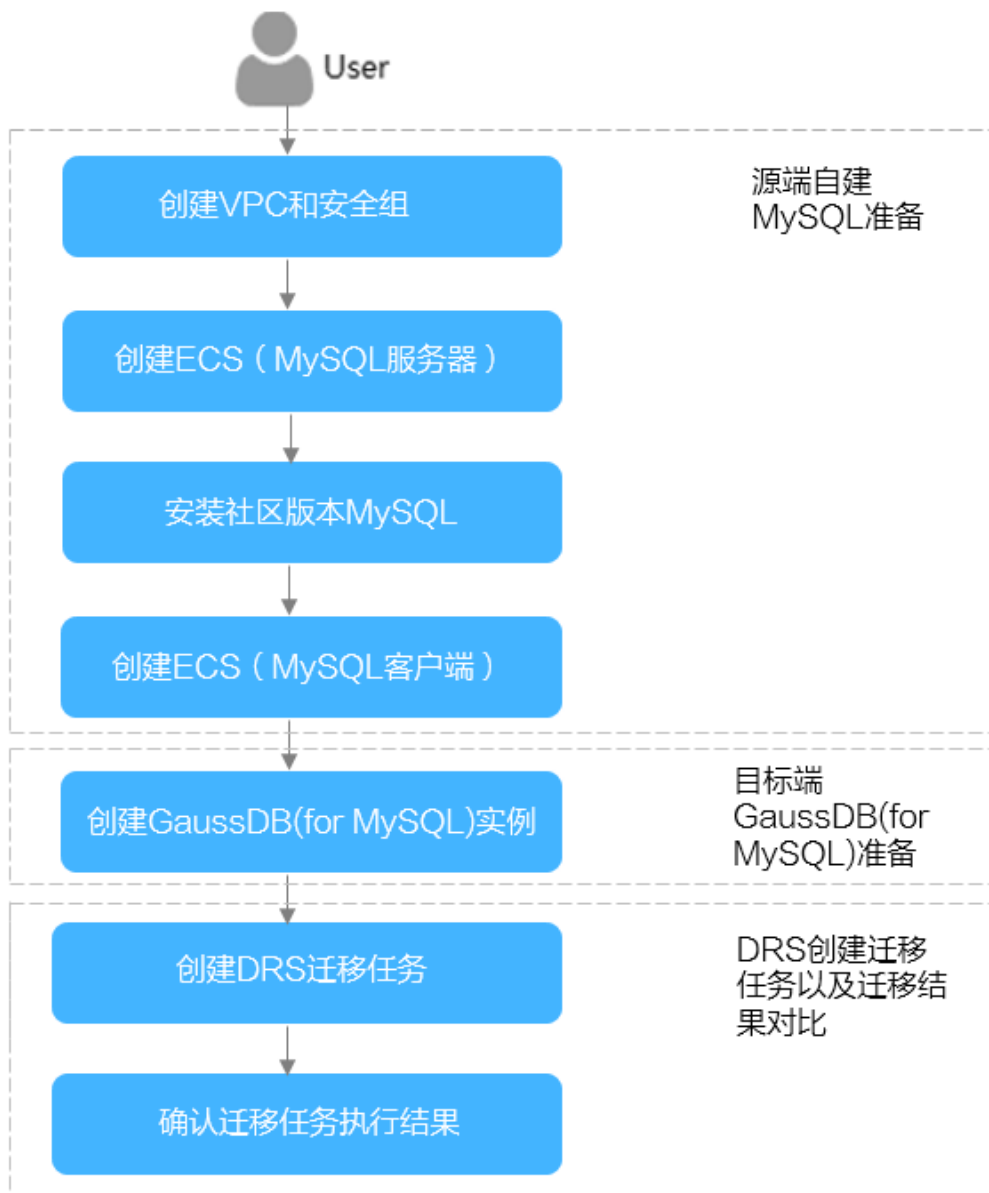 User
创建VPC和安全组
源端自建
MySQL准备
创建ECS（MySQL服务器）
安装社区版本MySQL
创建ECS（MySQL客户端）
创建GaussDB(for MySQL)实例
目标端
GaussDB(for
MySQL)准备
创建DRS迁移任务
DRS创建迁移
任务以及迁移结
果对比
确认迁移任务执行结果